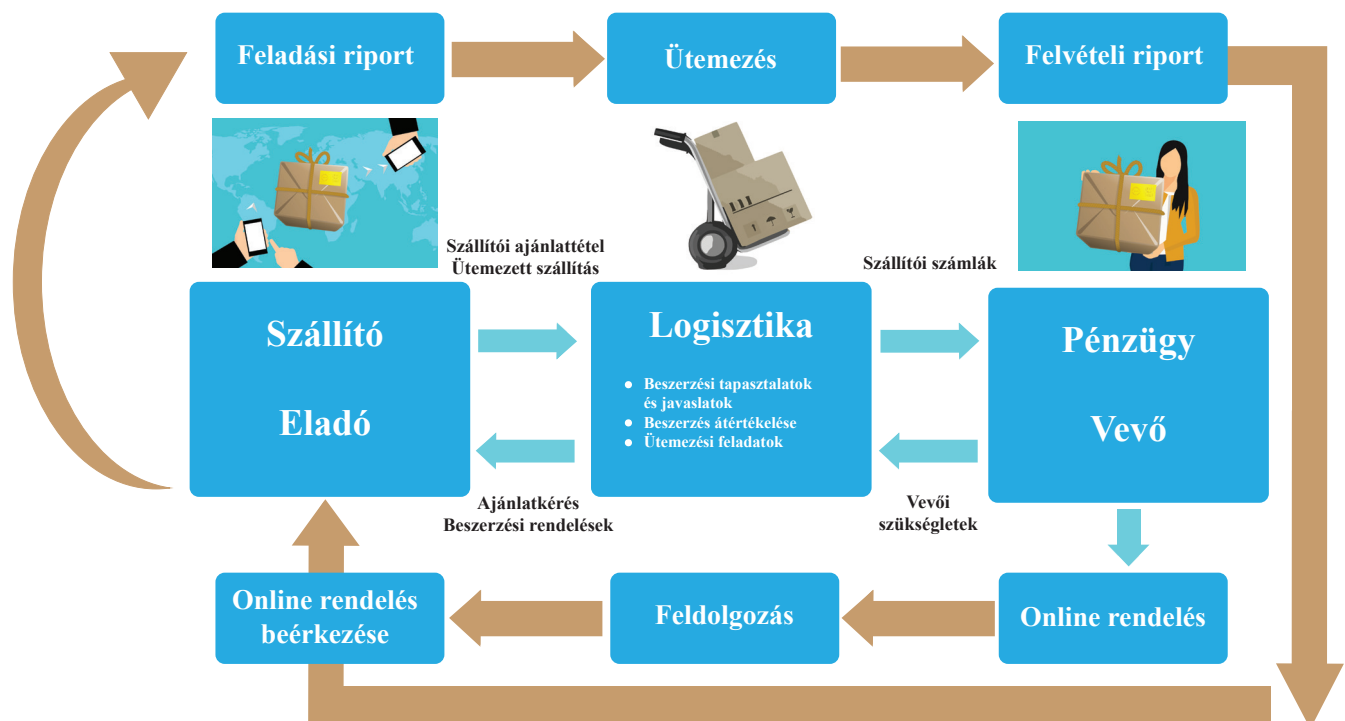 Feladási riport
Ütemezés
Felvételi riport
Szállítói ajánlattétel
Ütemezett szállítás
Szállítói számlák
Szállító
Eladó
Logisztika
● Beszerzési tapasztalatok
és javaslatok
● Beszerzés átértékelése
● Ütemezési feladatok
Pénzügy
Vevő
Ajánlatkérés
Beszerzési rendelések
Vevői
szükségletek
Online rendelés
beérkezése
Feldolgozás
Online rendelés